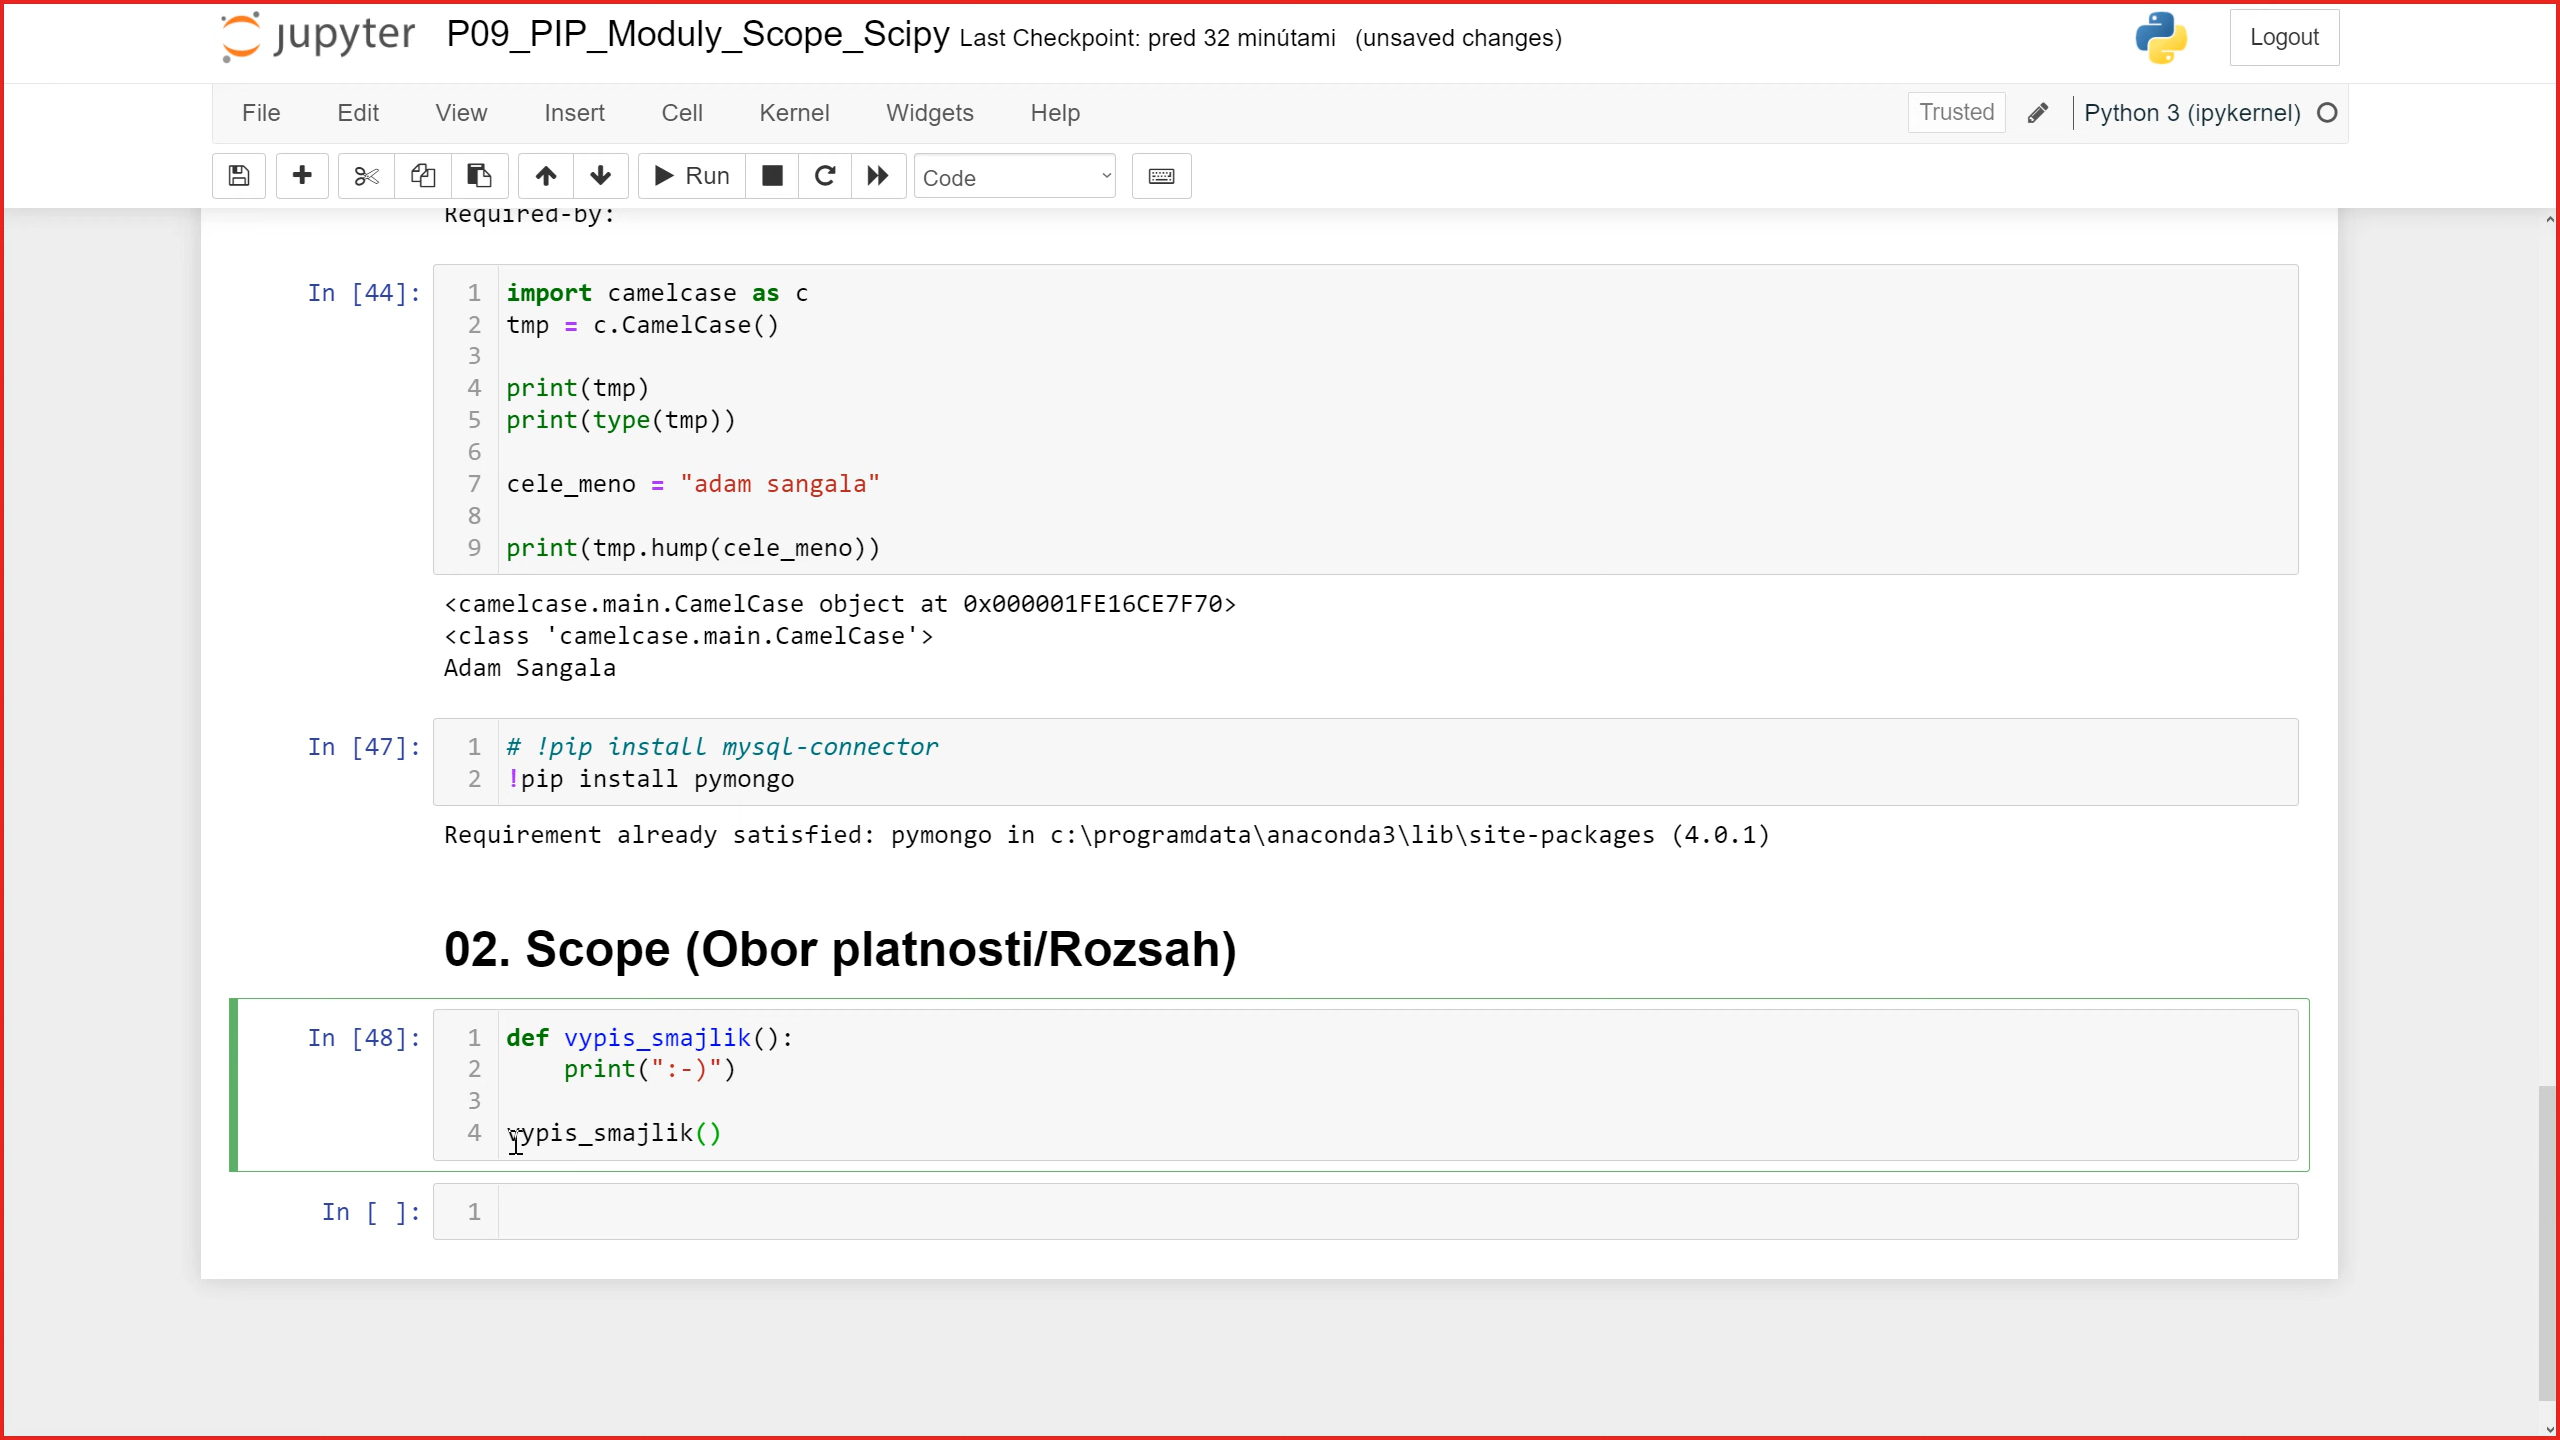 jupyter P09_PIP_Moduly_Scope_Scipy Last Checkpoint: pred 32 minútami (unsaved changes) Logout
File Edit View Insert Cell Kernel Widgets Help Trusted Python 3 (ipykernel)
Run Code
Required-by:
In [44]: 1 import camelcase as c
2 tmp = c.CamelCase()
3
4 print(tmp)
5 print(type(tmp))
6
7 cele_meno = "adam sangala"
8
9 print(tmp.hump(cele_meno))
<camelcase.main.CamelCase object at 0x000001FE16CE7F70>
<class 'camelcase.main.CamelCase'>
Adam Sangala
In [47]: 1 # !pip install mysql-connector
2 !pip install pymongo
Requirement already satisfied: pymongo in c:\programdata\anaconda3\lib\site-packages (4.0.1)
02. Scope (Obor platnosti/Rozsah)
In [48]: 1 def vypis_smajlik():
2 print(":-)")
3
4 vypis_smajlik()
In [ ]: 1